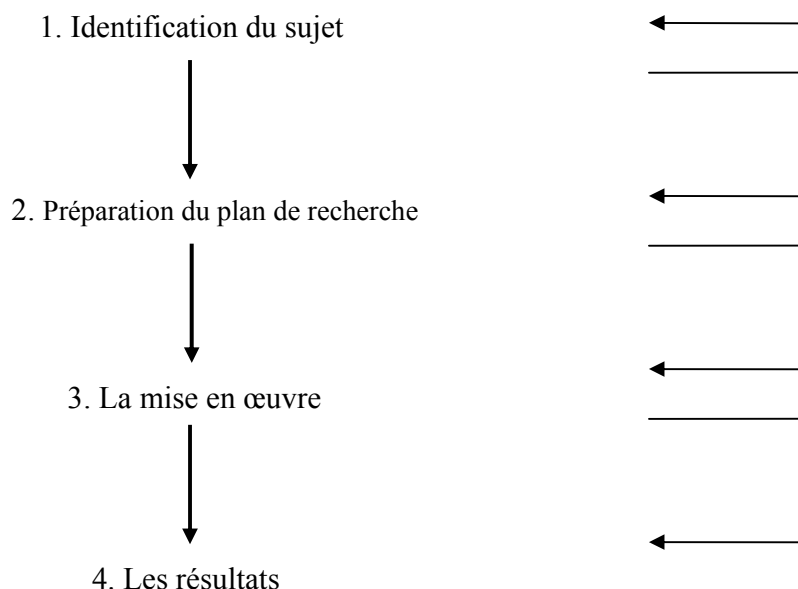 1. Identification du sujet
2. Préparation du plan de recherche
3. La mise en œuvre
4. Les résultats